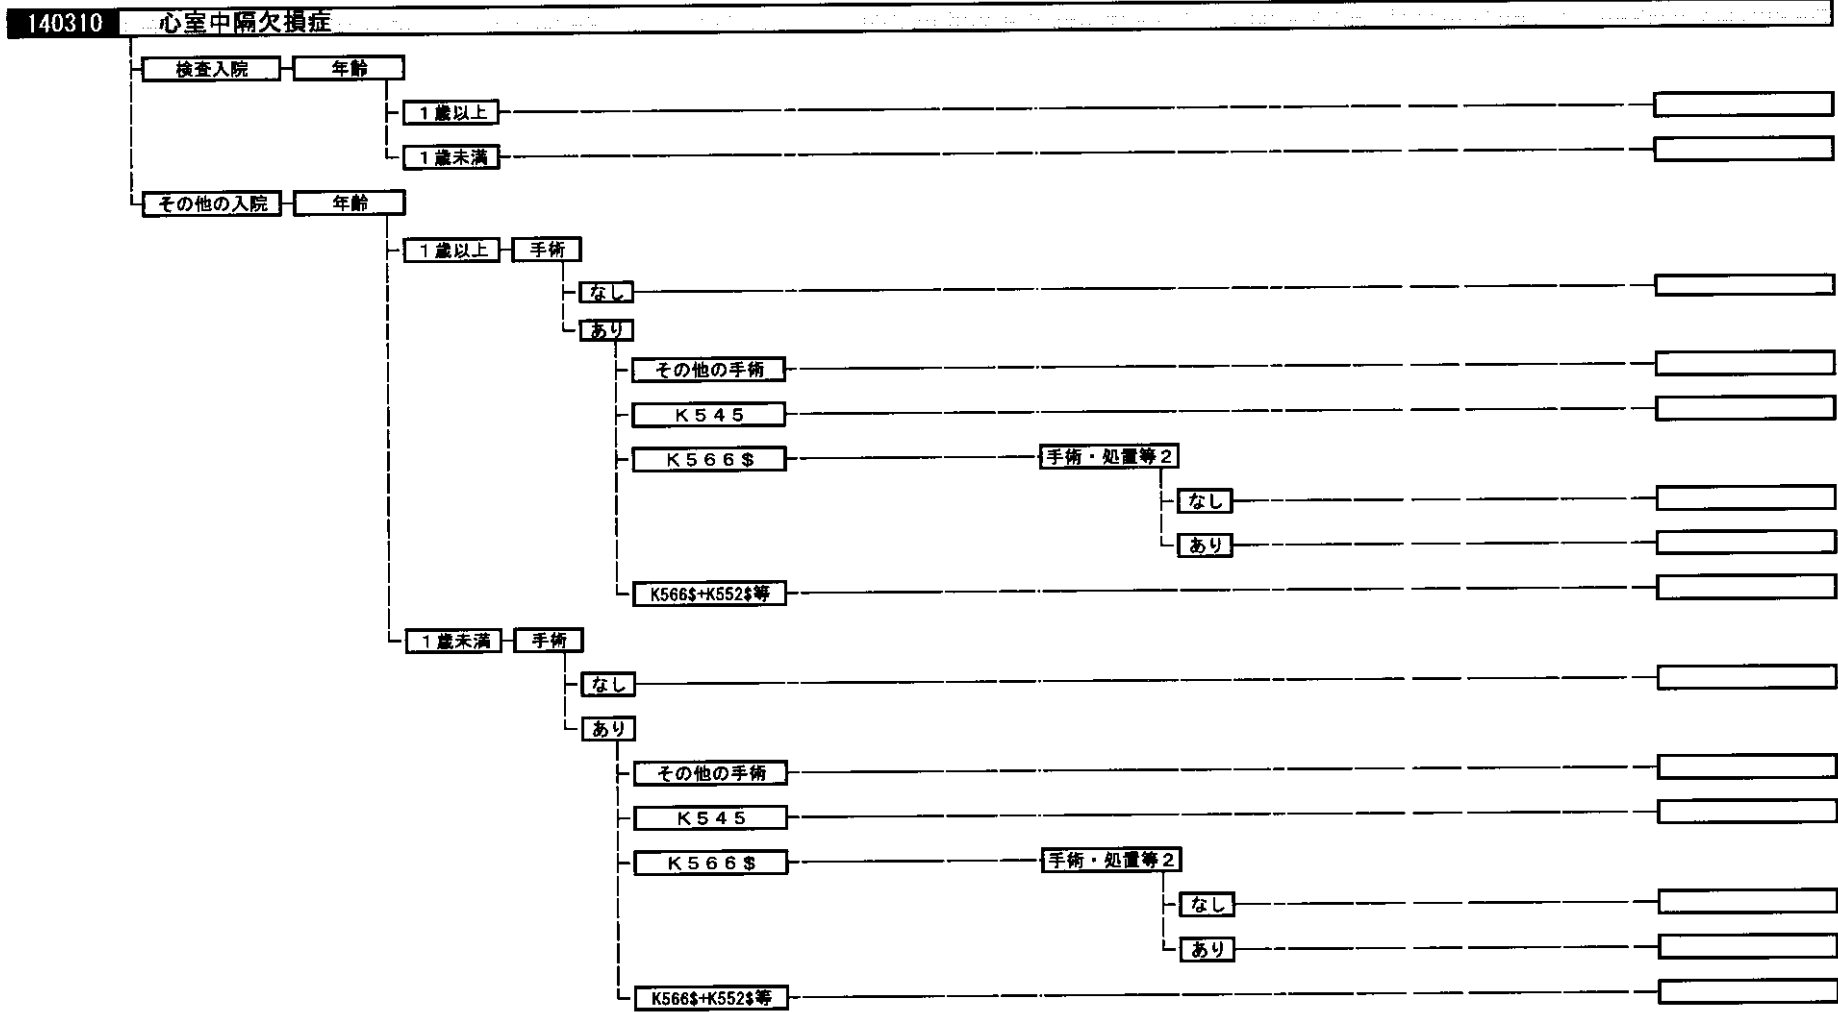 140310 心室中隔欠損症
検査入院 年齢
1歳以上
1歳未満
その他の入院 年齢
1歳以上 手術
なし
あり
その他の手術
K545
K566$ 手術・処置等2
なし
あり
K566$+K552$等
1歳未満 手術
なし
あり
その他の手術
K545
K566$ 手術・処置等2
なし
あり
K566$+K552$等